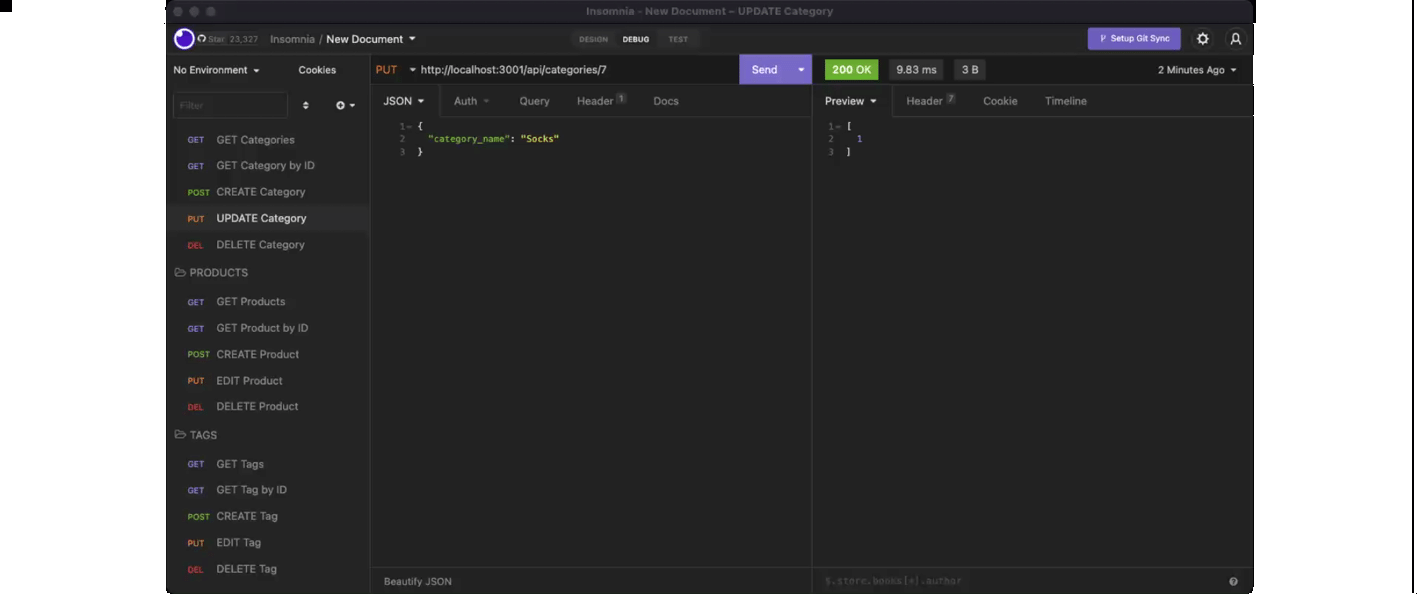 Insomnia - New Document – UPDATE Category
Star 23,327 Insomnia / New Document DESIGN DEBUG TEST Setup Git Sync
No Environment Cookies PUT http://localhost:3001/api/categories/7 Send 200 OK 9.83 ms 3 B 2 Minutes Ago
Filter JSON Auth Query Header 1 Docs Preview Header 7 Cookie Timeline
GET GET Categories
GET GET Category by ID
POST CREATE Category
PUT UPDATE Category
DEL DELETE Category
PRODUCTS
GET GET Products
GET GET Product by ID
POST CREATE Product
PUT EDIT Product
DEL DELETE Product
TAGS
GET GET Tags
GET GET Tag by ID
POST CREATE Tag
PUT EDIT Tag
DEL DELETE Tag
1 {
2 "category_name": "Socks"
3 }
Beautify JSON
1 [
2 1
3 ]
$.store.books[*].author